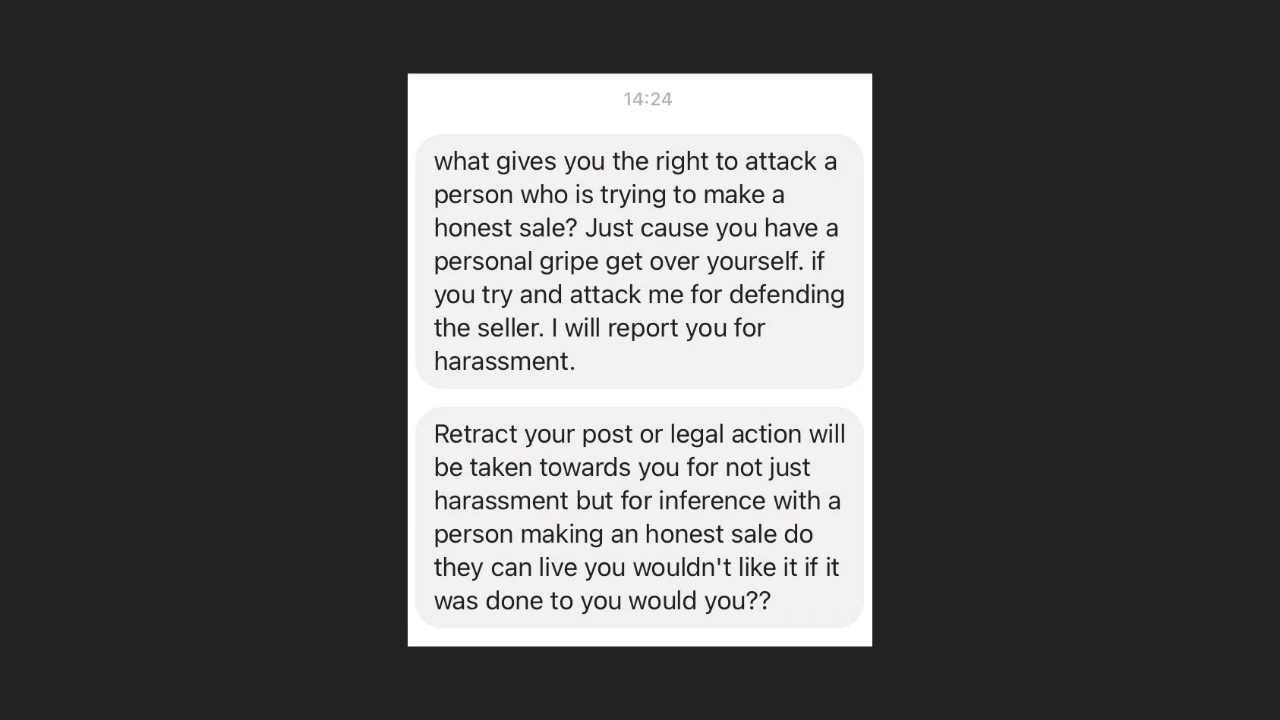 14:24
what gives you the right to attack a
person who is trying to make a
honest sale? Just cause you have a
personal gripe get over yourself. if
you try and attack me for defending
the seller. I will report you for
harassment.
Retract your post or legal action will
be taken towards you for not just
harassment but for inference with a
person making an honest sale do
they can live you wouldn't like it if it
was done to you would you??